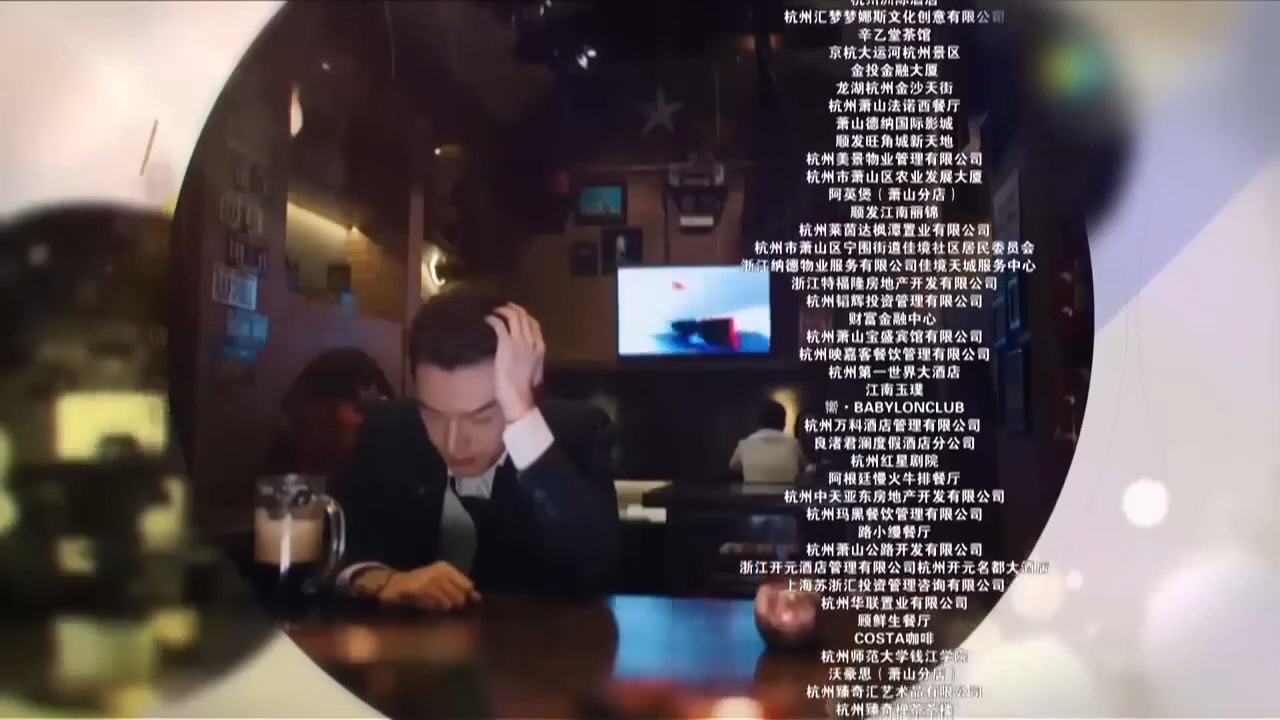 杭州洲际酒店
杭州汇梦梦娜斯文化创意有限公司
辛乙堂茶馆
京杭大运河杭州景区
金投金融大厦
龙湖杭州金沙天街
杭州萧山法诺西餐厅
萧山德纳国际影城
顺发旺角城新天地
杭州美景物业管理有限公司
杭州市萧山区农业发展大厦
阿英煲（萧山分店）
顺发江南丽锦
杭州莱茵达枫潭置业有限公司
杭州市萧山区宁围街道佳境社区居民委员会
浙江纳德物业服务有限公司佳境天城服务中心
浙江特福隆房地产开发有限公司
杭州韬辉投资管理有限公司
财富金融中心
杭州萧山宝盛宾馆有限公司
杭州映嘉客餐饮管理有限公司
杭州第一世界大酒店
江南玉璞
·BABYLONCLUB
杭州万科酒店管理有限公司
良渚君澜度假酒店分公司
杭州红星剧院
阿根廷慢火牛排餐厅
杭州中天亚东房地产开发有限公司
杭州玛黑餐饮管理有限公司
路小缦餐厅
杭州萧山公路开发有限公司
浙江开元酒店管理有限公司杭州开元名都大酒店
上海苏浙汇投资管理咨询有限公司
杭州华联置业有限公司
顾鲜生餐厅
COSTA咖啡
杭州师范大学钱江学院
沃豪思（萧山分店）
杭州臻奇汇艺术品有限公司
杭州臻奇禅茶茶楼